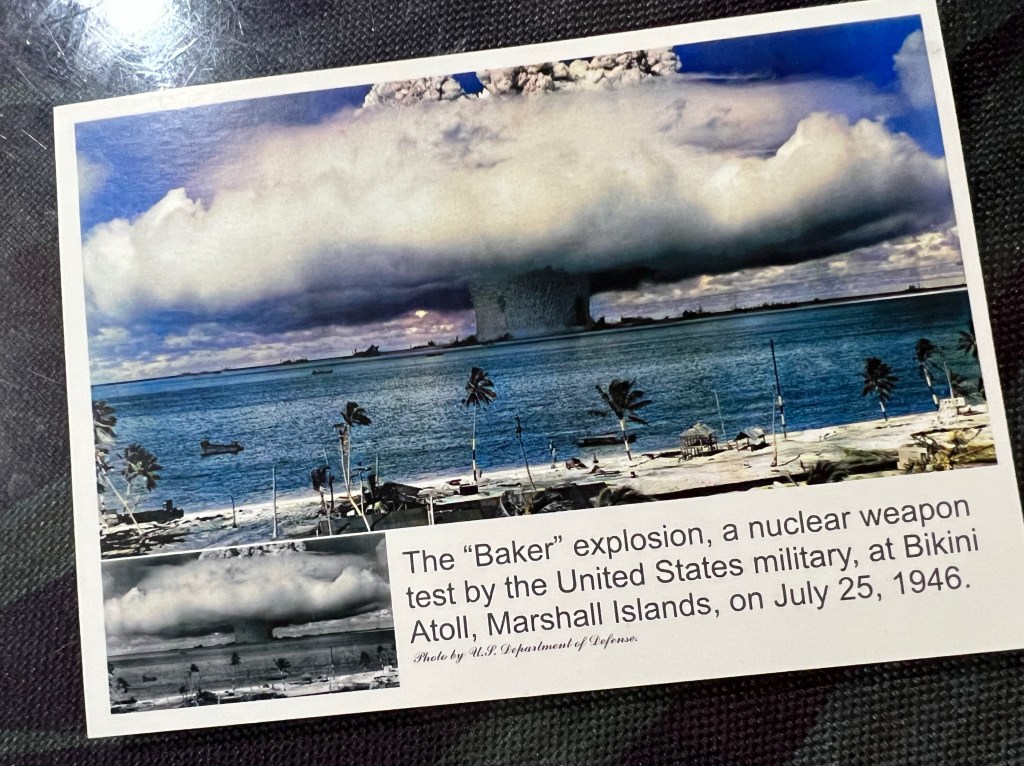 The “Baker” explosion, a nuclear weapon
test by the United States military, at Bikini
Atoll, Marshall Islands, on July 25, 1946.
Photo by U.S. Department of Defense.